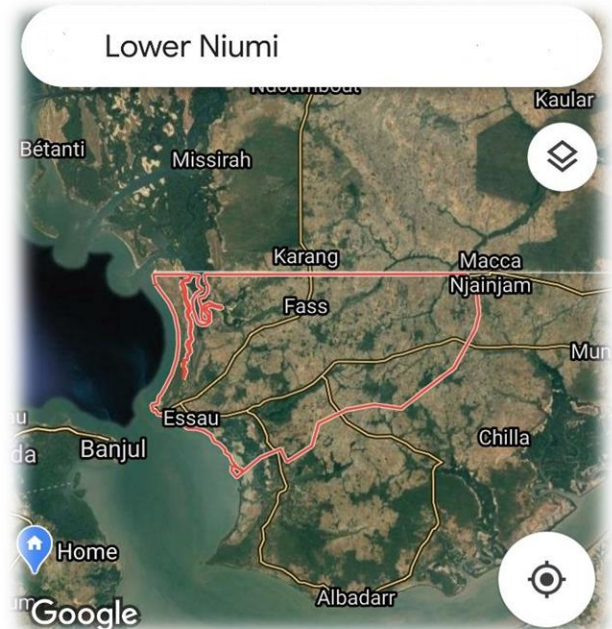 Lower Niumi
Kaular
Bétanti
Missirah
Karang
Macca
Njainjam
Fass
Essau
Banjul
Chilla
Home
Albadarr
Google